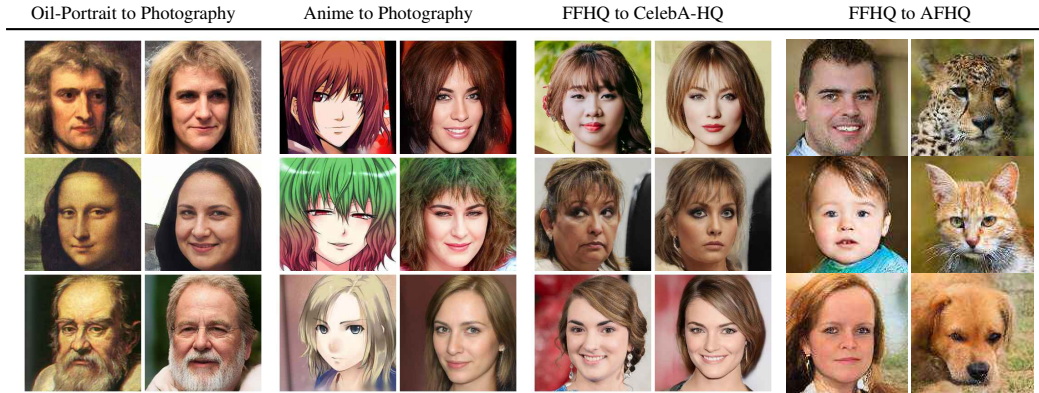 Oil-Portrait to Photography
Anime to Photography
FFHQ to CelebA-HQ
FFHQ to AFHQ